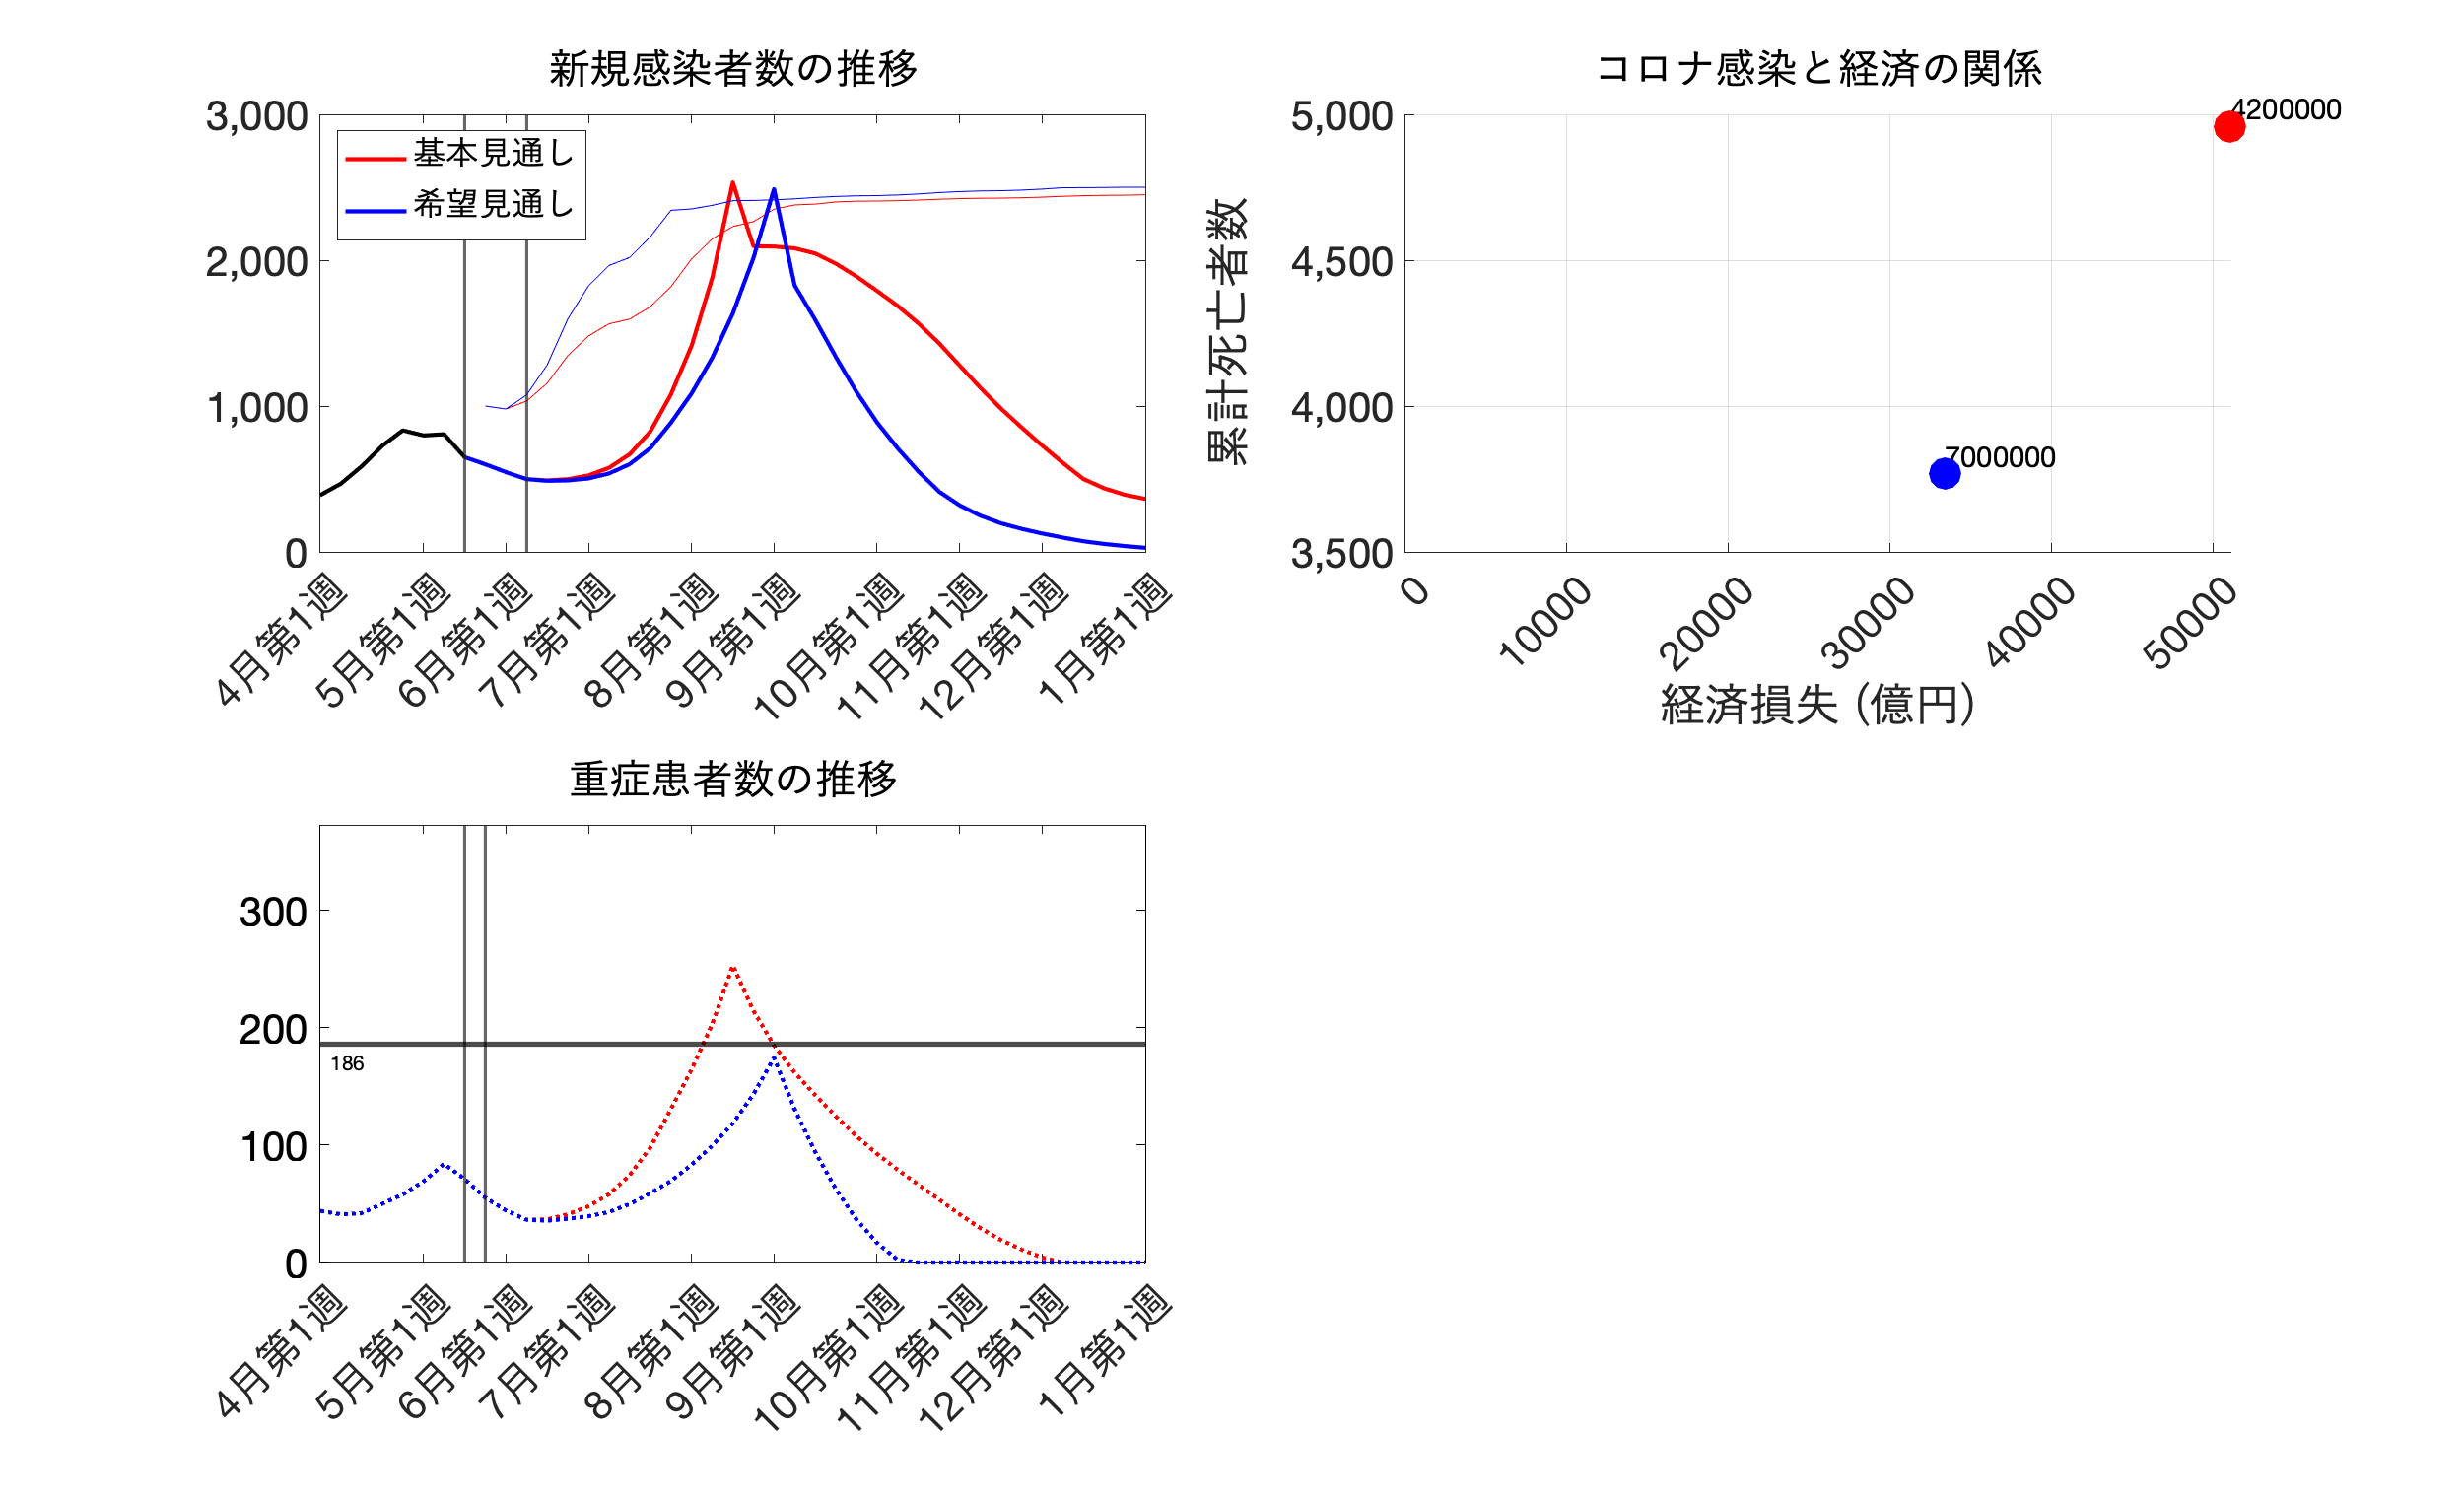 新規感染者数の推移
3,000
2,000
1,000
0
基本見通し
希望見通し
4月第1週
5月第1週
6月第1週
7月第1週
8月第1週
9月第1週
10月第1週
11月第1週
12月第1週
1月第1週
コロナ感染と経済の関係
累計死亡者数
5,000
4,500
4,000
3,500
4200000
7000000
0
10000
20000
30000
40000
50000
経済損失 (億円)
重症患者数の推移
300
200
100
0
186
4月第1週
5月第1週
6月第1週
7月第1週
8月第1週
9月第1週
10月第1週
11月第1週
12月第1週
1月第1週